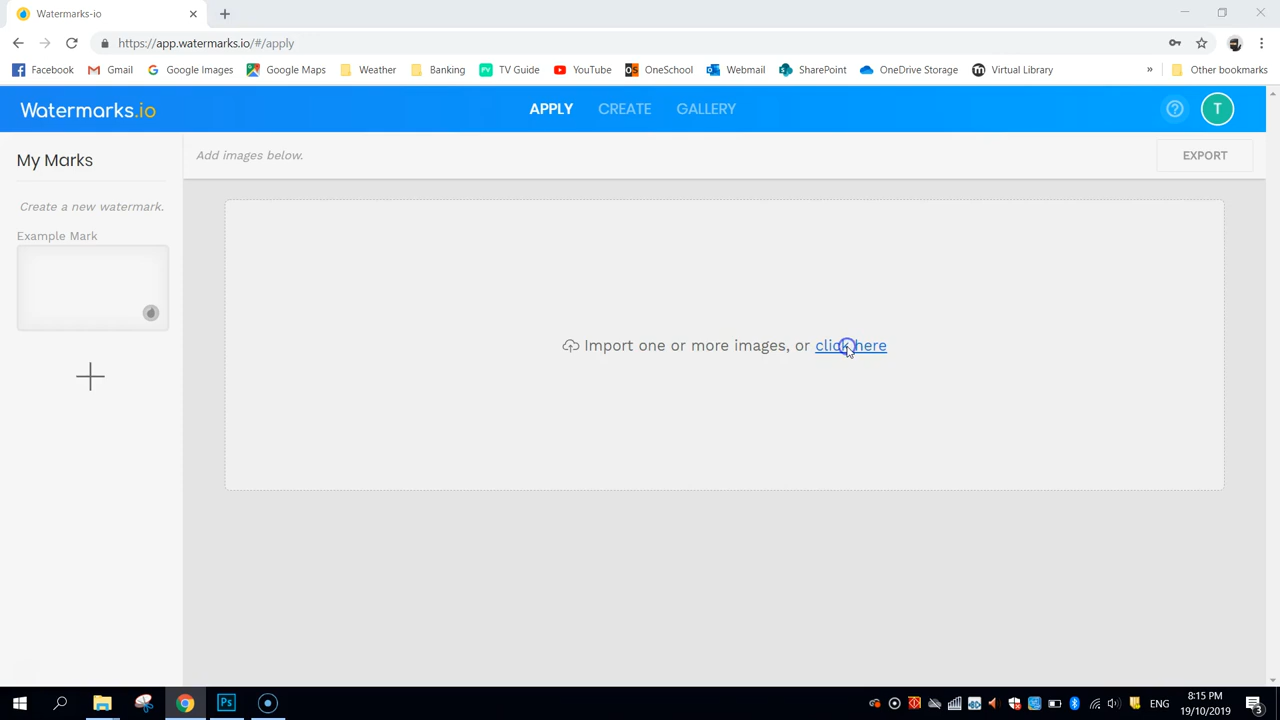 Watermarks-io
https://app.watermarks.io/#/apply
Facebook
Gmail
Google Images
Google Maps
Weather
Banking
TV Guide
YouTube
OneSchool
Webmail
SharePoint
OneDrive Storage
Virtual Library
»
Other bookmarks
Watermarks.io
APPLY
CREATE
GALLERY
T
My Marks
Add images below.
EXPORT
Create a new watermark.
Example Mark
Import one or more images, or click here
Ps
ENG
8:15 PM
19/10/2019
3